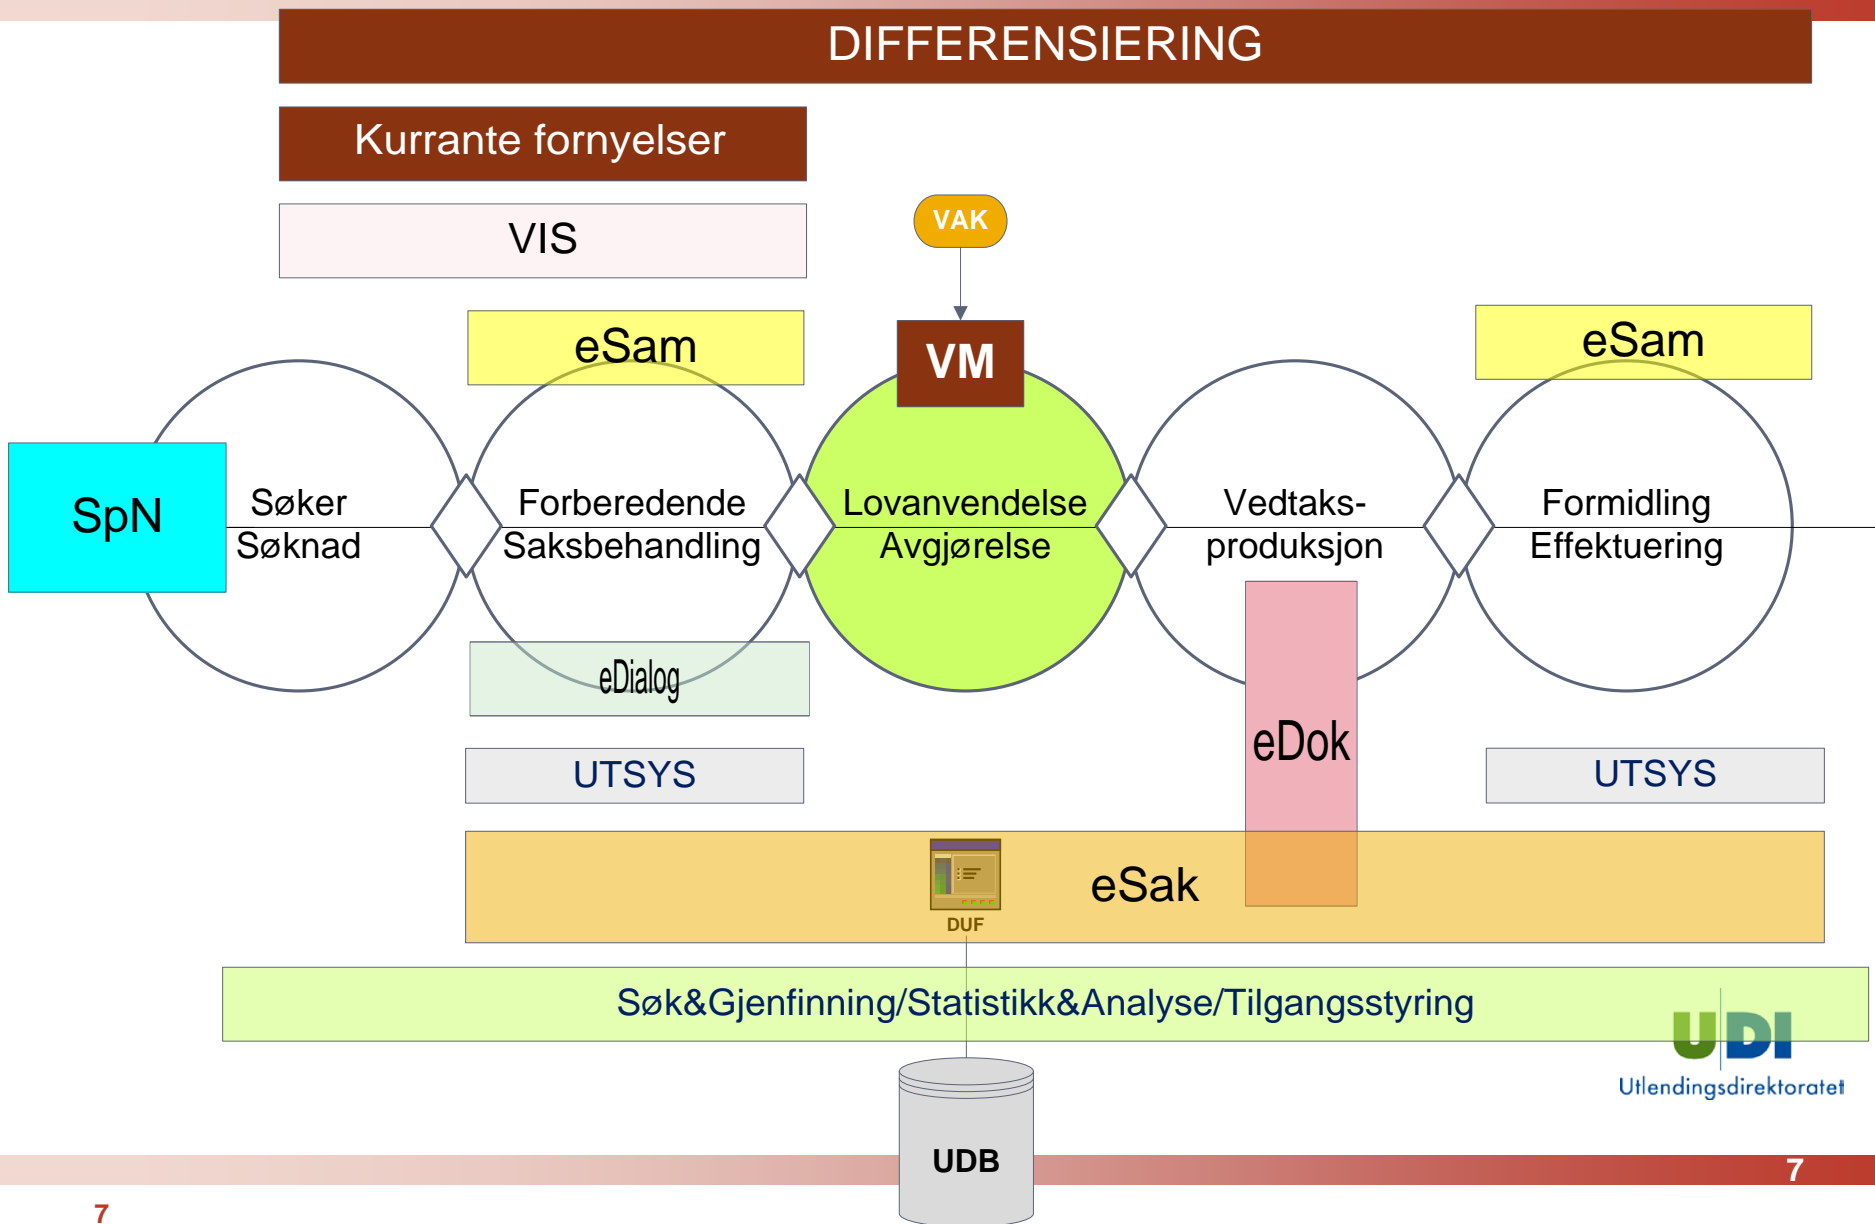 DIFFERENSIERING
Kurrante fornyelser
VIS
VAK
eSam
VM
eSam
SpN
Søker
Søknad
Forberedende
Saksbehandling
Lovanvendelse
Avgjørelse
Vedtaks-
produksjon
Formidling
Effektuering
eDialog
eDok
UTSYS
UTSYS
eSak
DUF
Søk&Gjenfinning/Statistikk&Analyse/Tilgangsstyring
UDI
Utlendingsdirektoratet
UDB
7
7